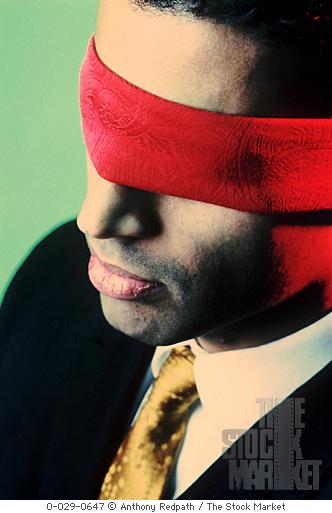 THE
STOCK
MARKET
0-029-0647 © Anthony Redpath / The Stock Market